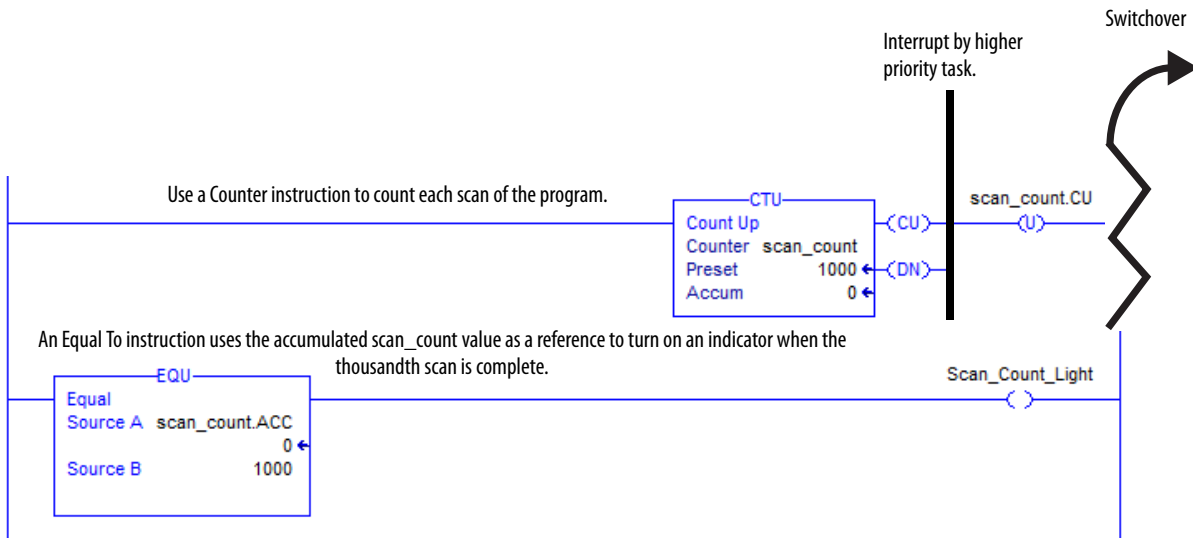 Switchover
Interrupt by higher
priority task.
Use a Counter instruction to count each scan of the program.
CTU
Count Up
Counter scan_count
Preset 1000
Accum 0
CU
DN
scan_count.CU
U
An Equal To instruction uses the accumulated scan_count value as a reference to turn on an indicator when the
thousandth scan is complete.
EQU
Equal
Source A scan_count.ACC
0
Source B 1000
Scan_Count_Light